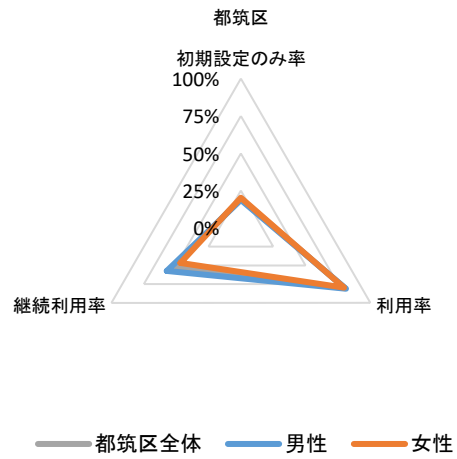 都筑区
初期設定のみ率
100%
75%
50%
25%
0%
継続利用率
利用率
都筑区全体 男性 女性